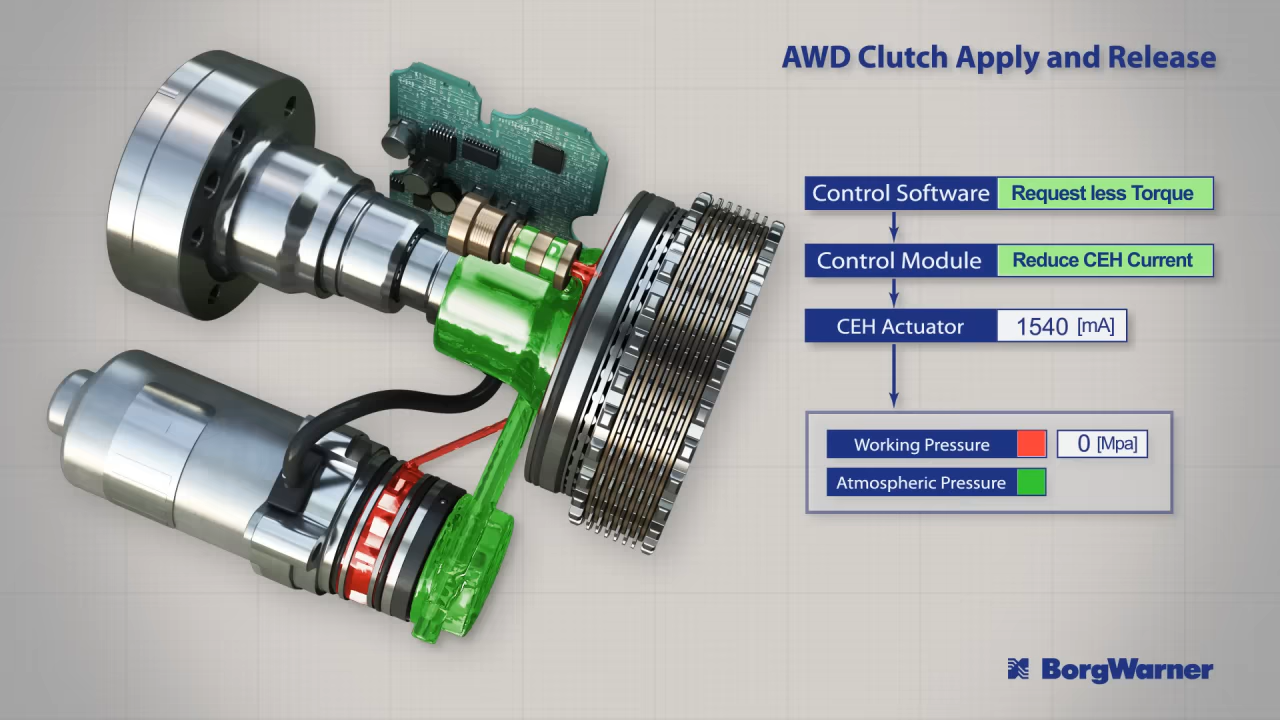 AWD Clutch Apply and Release
Control Software Request less Torque
Control Module Reduce CEH Current
CEH Actuator 1540 [mA]
Working Pressure 0 [Mpa]
Atmospheric Pressure
BorgWarner